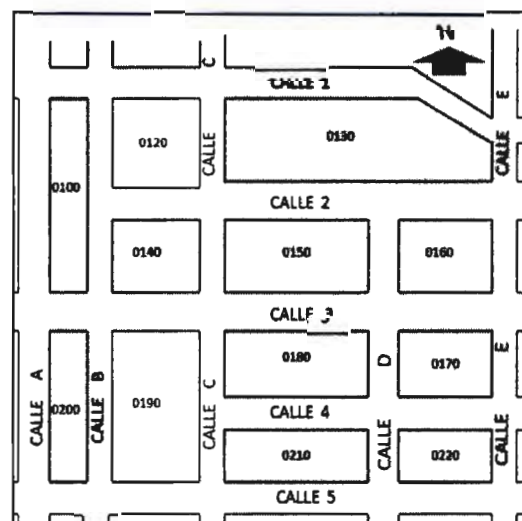 N
CALLE C
CALLE 1
CALLE E
0120
0130
0100
CALLE 2
0140
0150
0160
CALLE 3
0180
0170
CALLE A
0200
CALLE B
0190
CALLE C
CALLE D
CALLE E
CALLE 4
0210
0220
CALLE 5